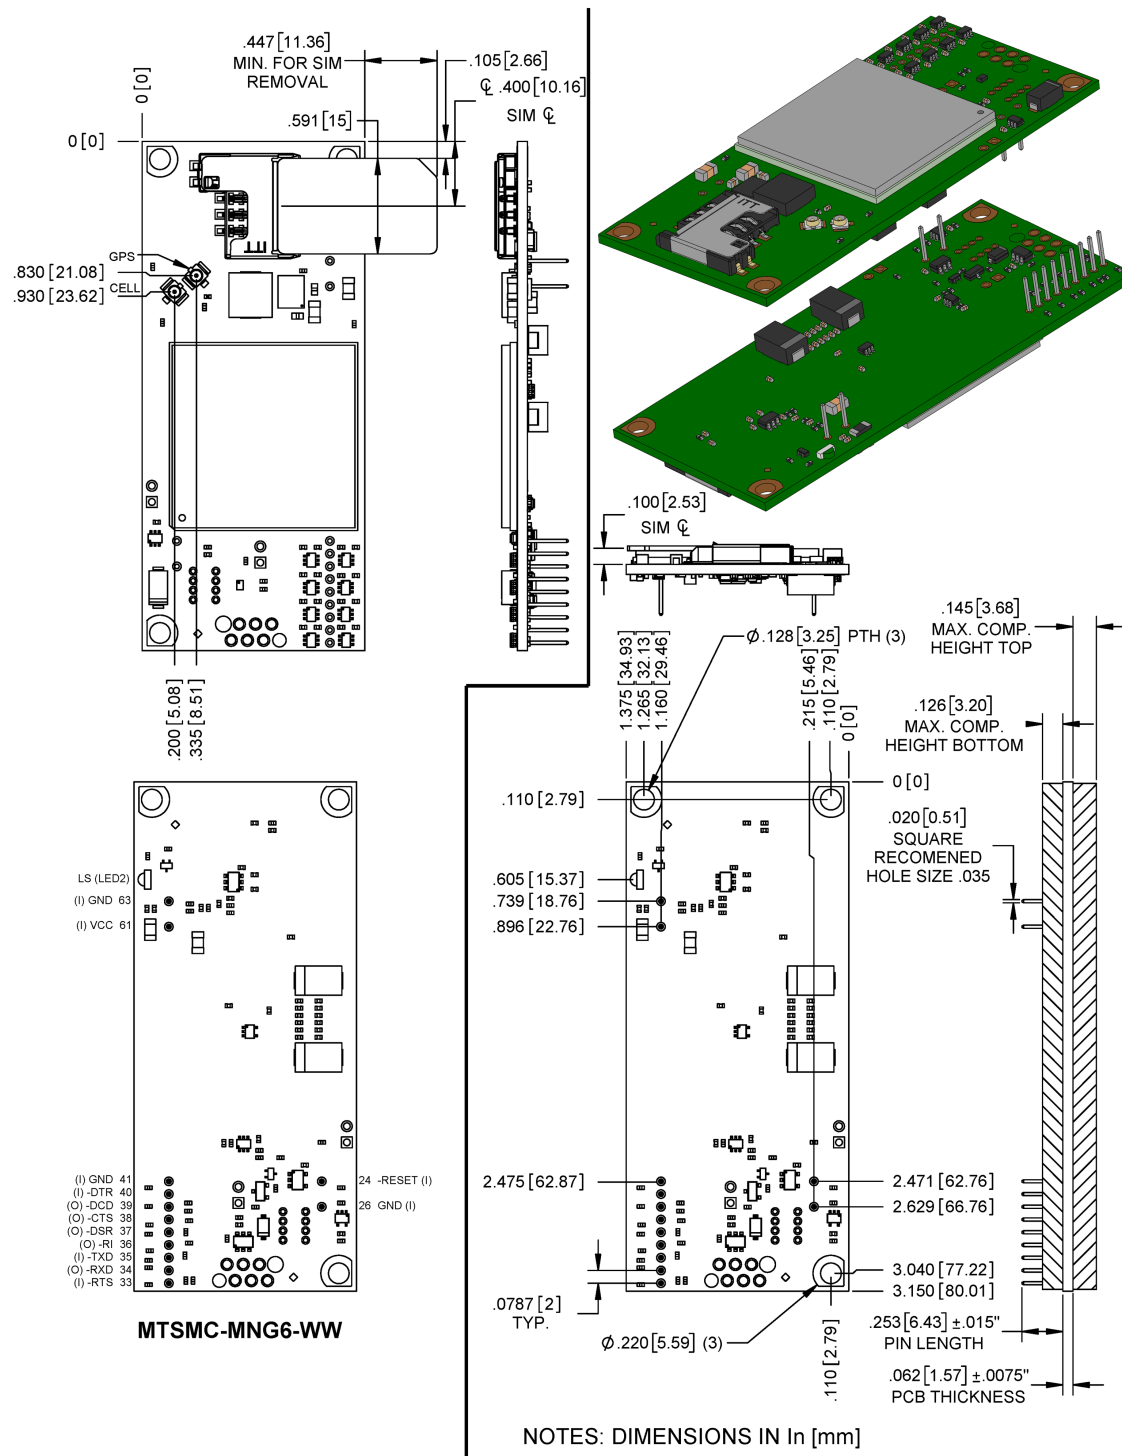 .447 [11.36]
MIN. FOR SIM
REMOVAL
.105 [2.66]
℄ .400 [10.16]
SIM ℄
0 [0]
0 [0]
.591 [15]
GPS
.830 [21.08]
CELL
.930 [23.62]
.200 [5.08]
.335 [8.51]
ITT
.100 [2.53]
SIM ℄
.145 [3.68]
MAX. COMP.
HEIGHT TOP
Ø .128 [3.25] PTH (3)
1.375 [34.93]
1.265 [32.13]
1.160 [29.46]
.215 [5.46]
.110 [2.79]
0 [0]
.126 [3.20]
MAX. COMP.
HEIGHT BOTTOM
0 [0]
.110 [2.79]
.020 [0.51]
SQUARE
RECOMENED
HOLE SIZE .035
LS (LED2)
(I) GND 63
(I) VCC 61
.605 [15.37]
.739 [18.76]
.896 [22.76]
(I) GND 41
(I) -DTR 40
(O) -DCD 39
(O) -CTS 38
(O) -DSR 37
(O) -RI 36
(I) -TXD 35
(O) -RXD 34
(I) -RTS 33
24 -RESET (I)
26 GND (I)
2.475 [62.87]
2.471 [62.76]
2.629 [66.76]
3.040 [77.22]
3.150 [80.01]
.0787 [2]
TYP.
Ø .220 [5.59] (3)
.110 [2.79]
.253 [6.43] ±.015"
PIN LENGTH
.062 [1.57] ±.0075"
PCB THICKNESS
MTSMC-MNG6-WW
NOTES: DIMENSIONS IN In [mm]